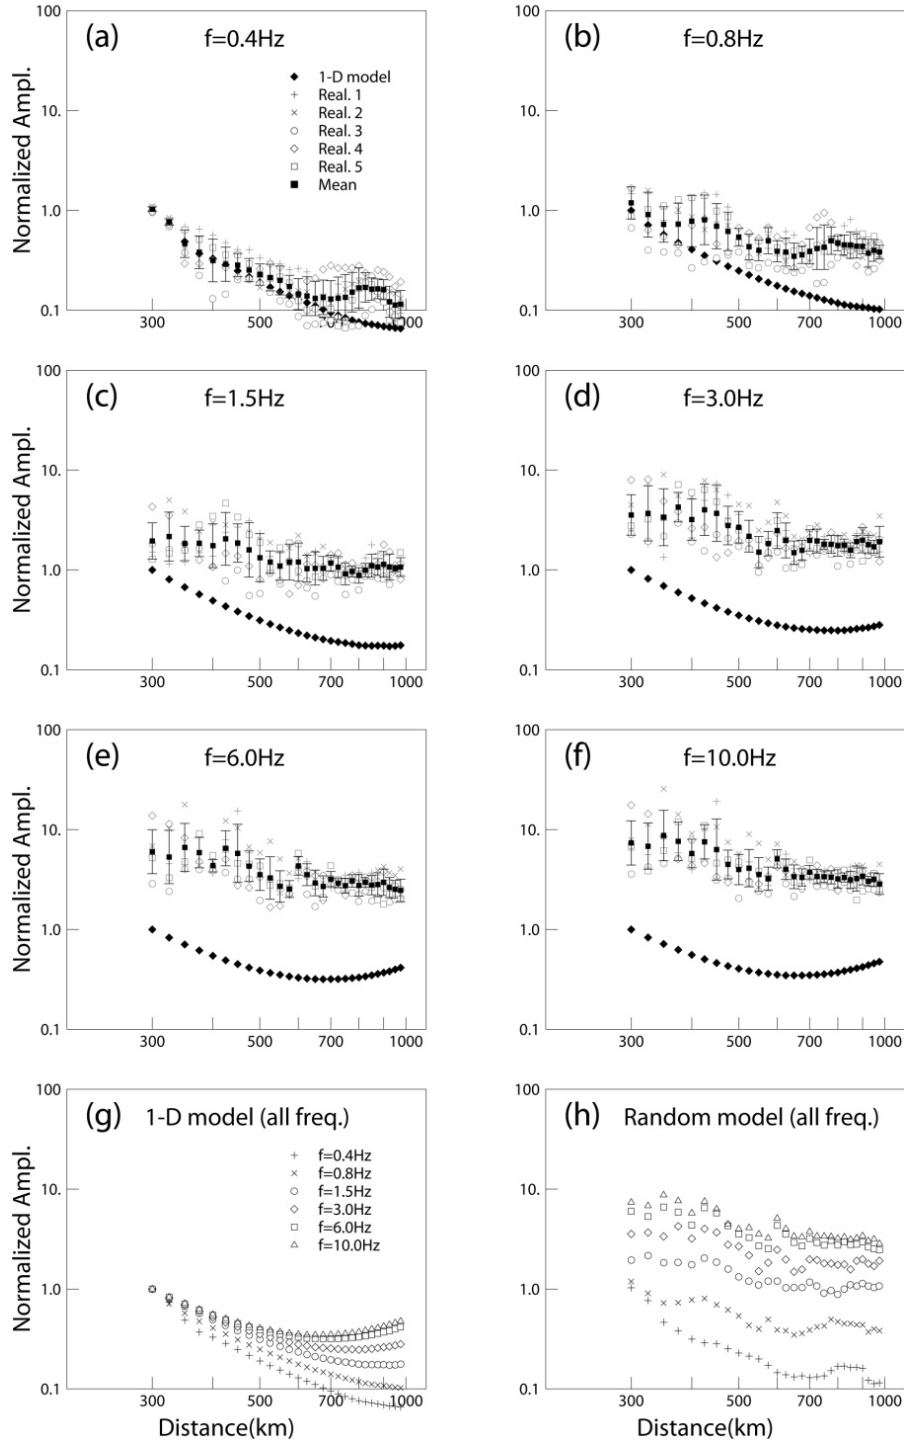 (a) f=0.4Hz
Normalized Ampl.
100
10.
1.0
0.1
300 500 700 1000
1-D model
Real. 1
Real. 2
Real. 3
Real. 4
Real. 5
Mean
(b) f=0.8Hz
100
10.
1.0
0.1
300 500 700 1000
(c) f=1.5Hz
Normalized Ampl.
100
10.
1.0
0.1
300 500 700 1000
(d) f=3.0Hz
100
10.
1.0
0.1
300 500 700 1000
(e) f=6.0Hz
Normalized Ampl.
100
10.
1.0
0.1
300 500 700 1000
(f) f=10.0Hz
100
10.
1.0
0.1
300 500 700 1000
(g) 1-D model (all freq.)
Normalized Ampl.
100
10.
1.0
0.1
f=0.4Hz
f=0.8Hz
f=1.5Hz
f=3.0Hz
f=6.0Hz
f=10.0Hz
300 500 700 1000
Distance(km)
(h) Random model (all freq.)
100
10.
1.0
0.1
300 500 700 1000
Distance(km)